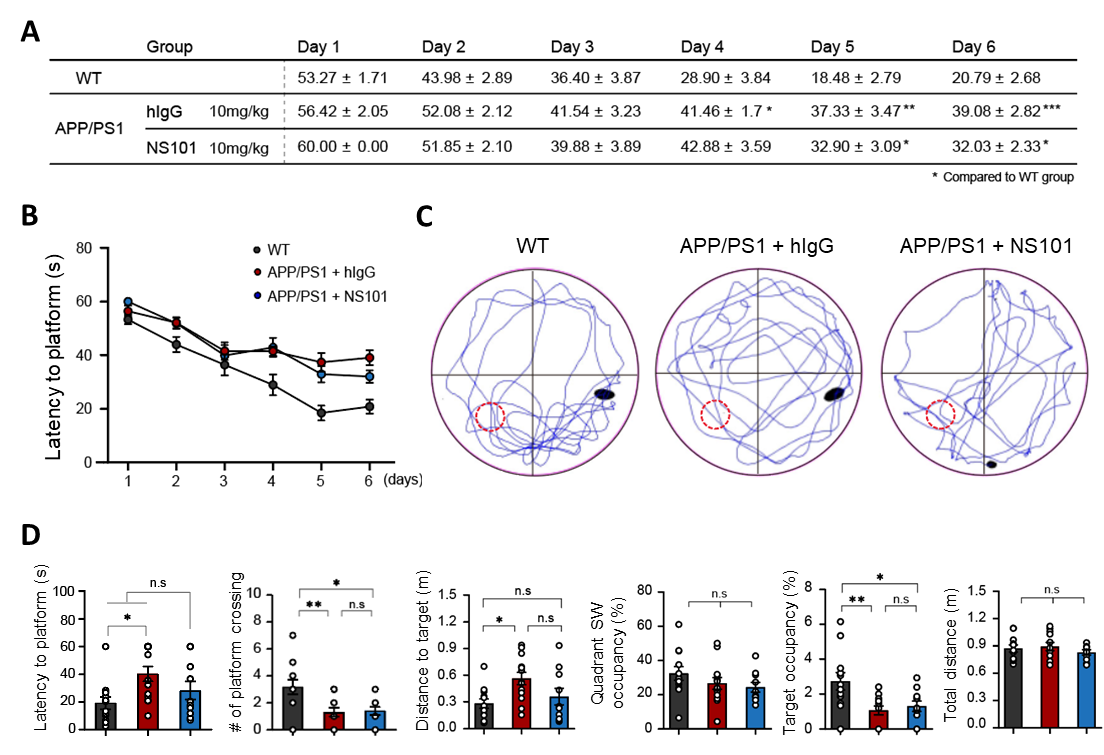 A
Group Day 1 Day 2 Day 3 Day 4 Day 5 Day 6
WT 53.27 ± 1.71 43.98 ± 2.89 36.40 ± 3.87 28.90 ± 3.84 18.48 ± 2.79 20.79 ± 2.68
APP/PS1
hIgG 10mg/kg 56.42 ± 2.05 52.08 ± 2.12 41.54 ± 3.23 41.46 ± 1.7 * 37.33 ± 3.47 ** 39.08 ± 2.82 ***
NS101 10mg/kg 60.00 ± 0.00 51.85 ± 2.10 39.88 ± 3.89 42.88 ± 3.59 32.90 ± 3.09 * 32.03 ± 2.33 *
* Compared to WT group
B
Latency to platform (s)
80
60
40
20
0
1 2 3 4 5 6 (days)
WT
APP/PS1 + hIgG
APP/PS1 + NS101
C
WT APP/PS1 + hIgG APP/PS1 + NS101
D
Latency to platform (s)
100
80
60
40
20
0
n.s
*
# of platform crossing
10
8
6
4
2
0
*
** n.s
Distance to target (m)
1.5
1.2
0.9
0.6
0.3
0.0
n.s
* n.s
Quadrant SW
occupancy (%)
80
60
40
20
0
n.s
Target occupancy (%)
8
6
4
2
0
*
** n.s
Total distance (m)
1.5
1.2
0.9
0.6
0.3
0.0
n.s